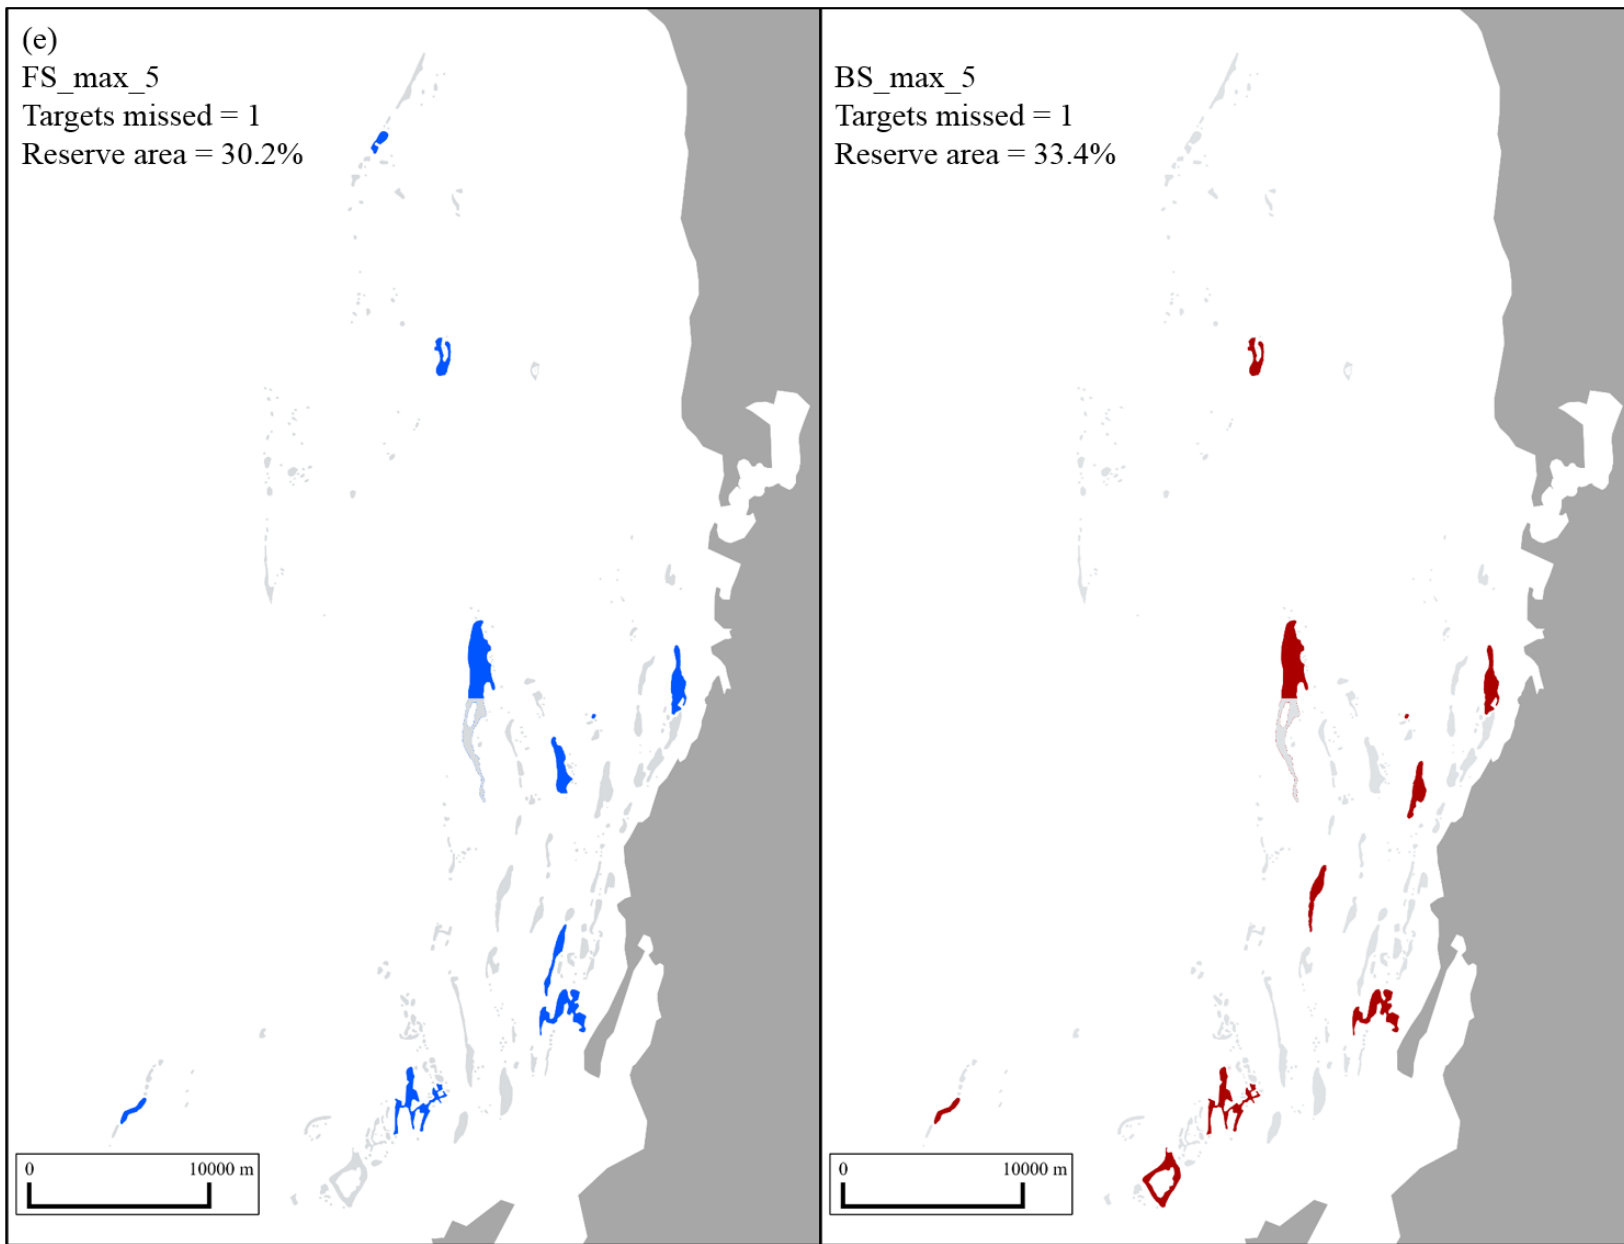 (e)
FS_max_5
Targets missed = 1
Reserve area = 30.2%
0 10000 m
BS_max_5
Targets missed = 1
Reserve area = 33.4%
0 10000 m